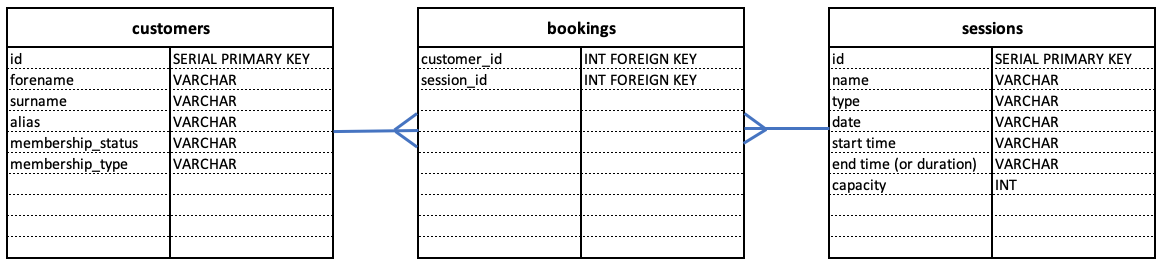 customers
id SERIAL PRIMARY KEY
forename VARCHAR
surname VARCHAR
alias VARCHAR
membership_status VARCHAR
membership_type VARCHAR
bookings
customer_id INT FOREIGN KEY
session_id INT FOREIGN KEY
sessions
id SERIAL PRIMARY KEY
name VARCHAR
type VARCHAR
date VARCHAR
start time VARCHAR
end time (or duration) VARCHAR
capacity INT